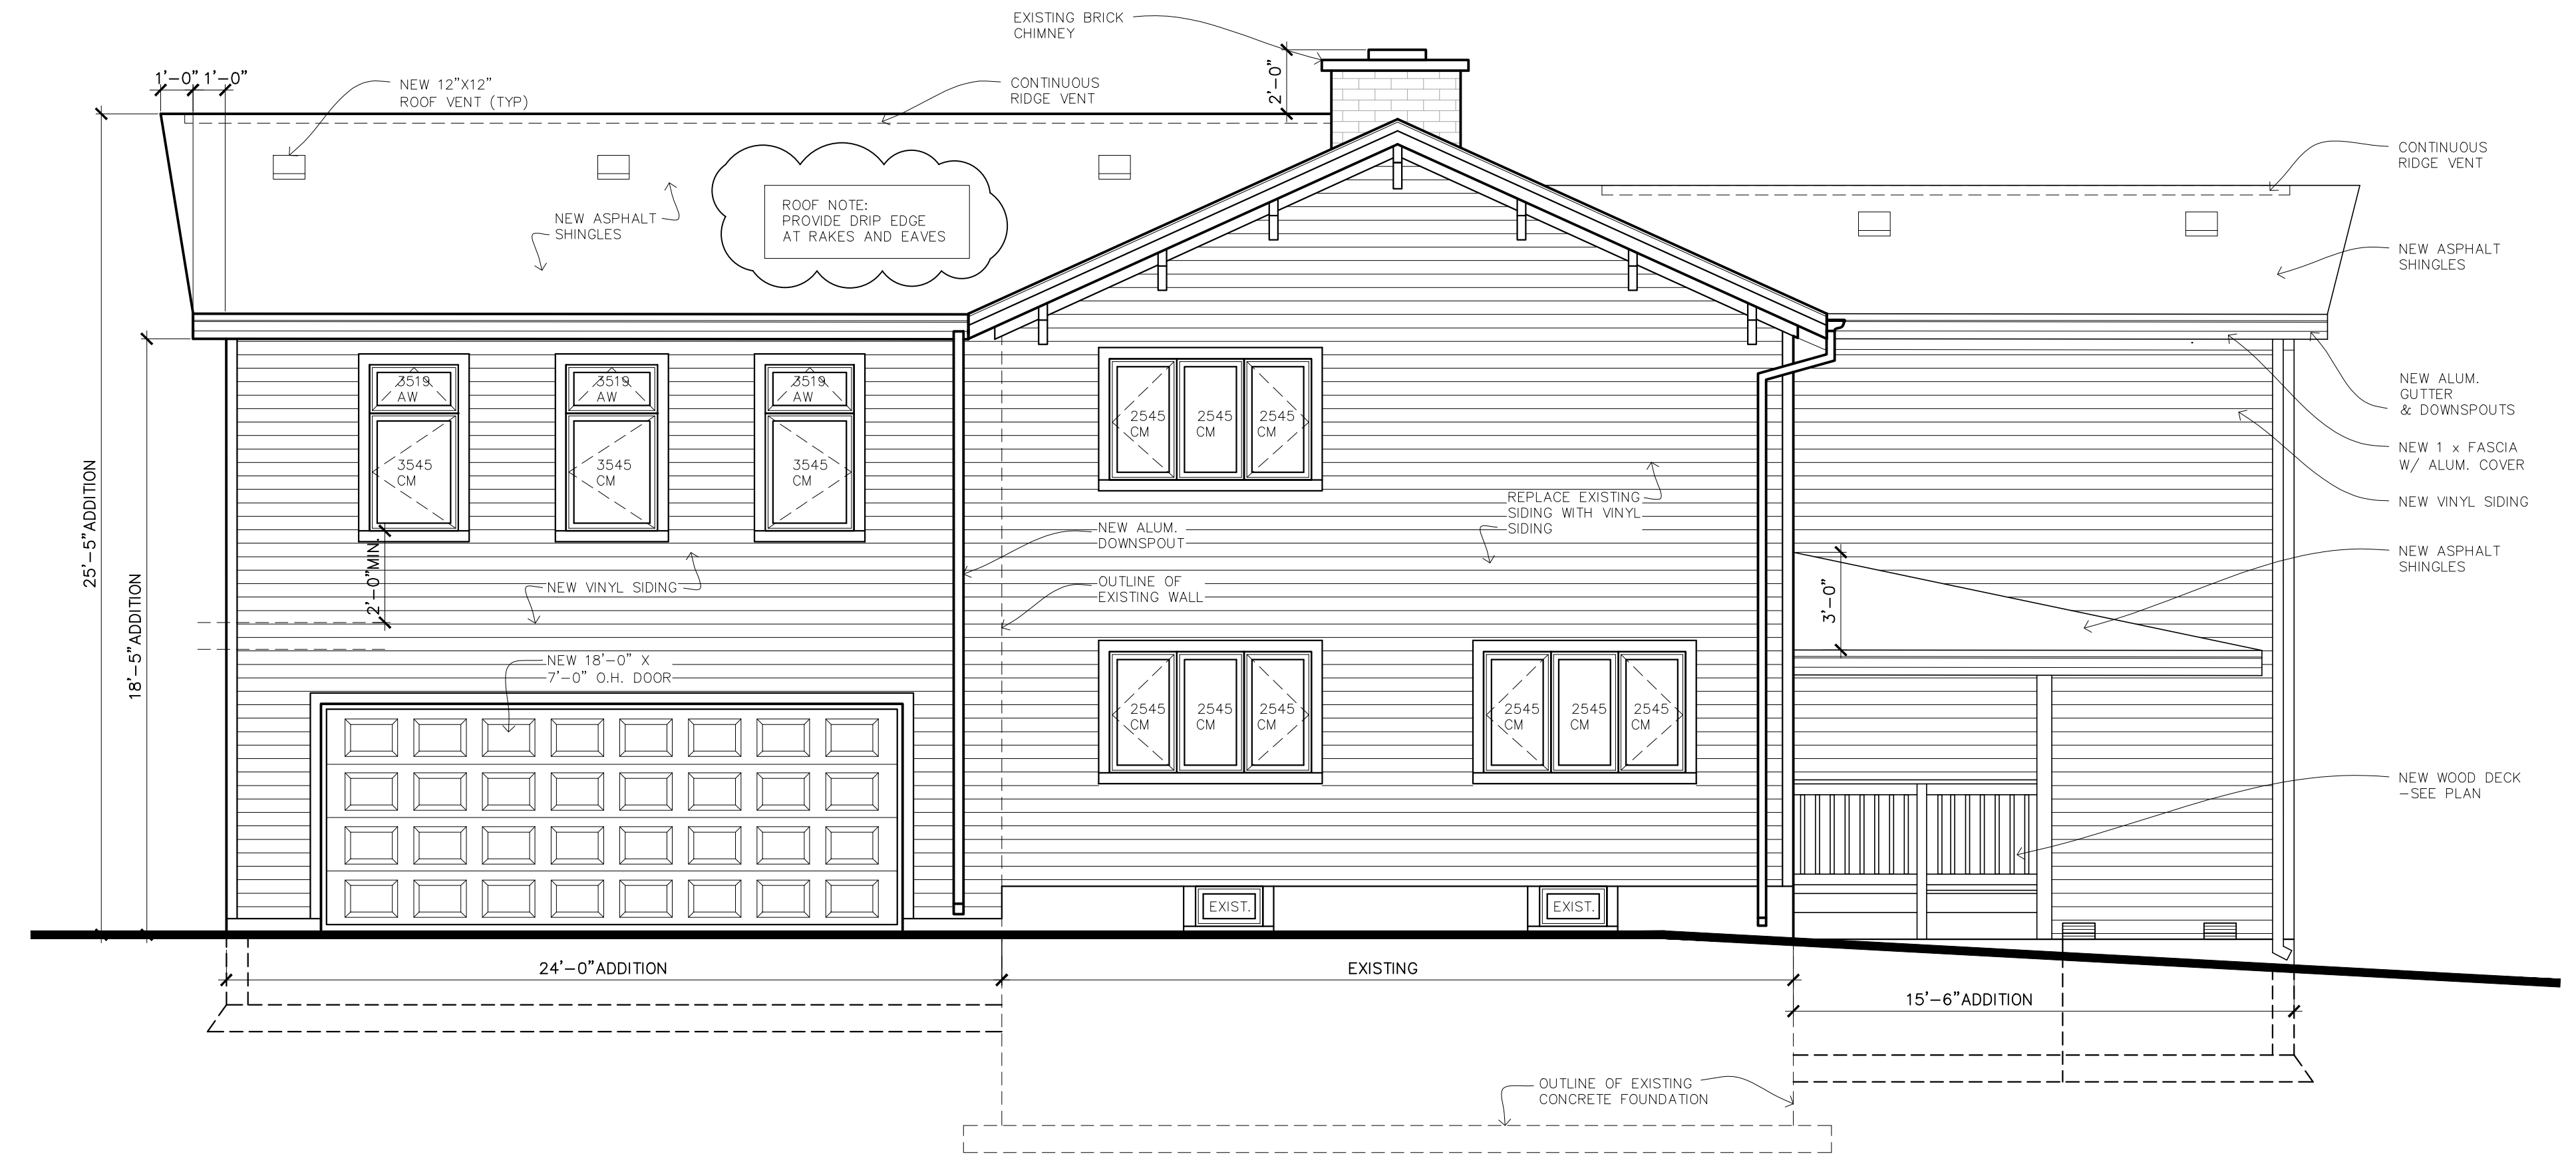 EXISTING BRICK
CHIMNEY
1'-0" 1'-0"
NEW 12"X12"
ROOF VENT (TYP)
CONTINUOUS
RIDGE VENT
2'-0"
CONTINUOUS
RIDGE VENT
ROOF NOTE:
PROVIDE DRIP EDGE
AT RAKES AND EAVES
NEW ASPHALT
SHINGLES
NEW ASPHALT
SHINGLES
3519
AW
3519
AW
3519
AW
3545
CM
3545
CM
3545
CM
2545
CM
2545
CM
2545
CM
NEW ALUM.
GUTTER
& DOWNSPOUTS
NEW 1 x FASCIA
W/ ALUM. COVER
NEW VINYL SIDING
REPLACE EXISTING
SIDING WITH VINYL
SIDING
25'-5"ADDITION
18'-5"ADDITION
2'-0"MIN.
NEW ALUM.
DOWNSPOUT
NEW VINYL SIDING
OUTLINE OF
EXISTING WALL
NEW ASPHALT
SHINGLES
3'-0"
NEW 18'-0" X
7'-0" O.H. DOOR
2545
CM
2545
CM
2545
CM
2545
CM
2545
CM
2545
CM
NEW WOOD DECK
-SEE PLAN
EXIST.
EXIST.
24'-0"ADDITION
EXISTING
15'-6"ADDITION
OUTLINE OF EXISTING
CONCRETE FOUNDATION